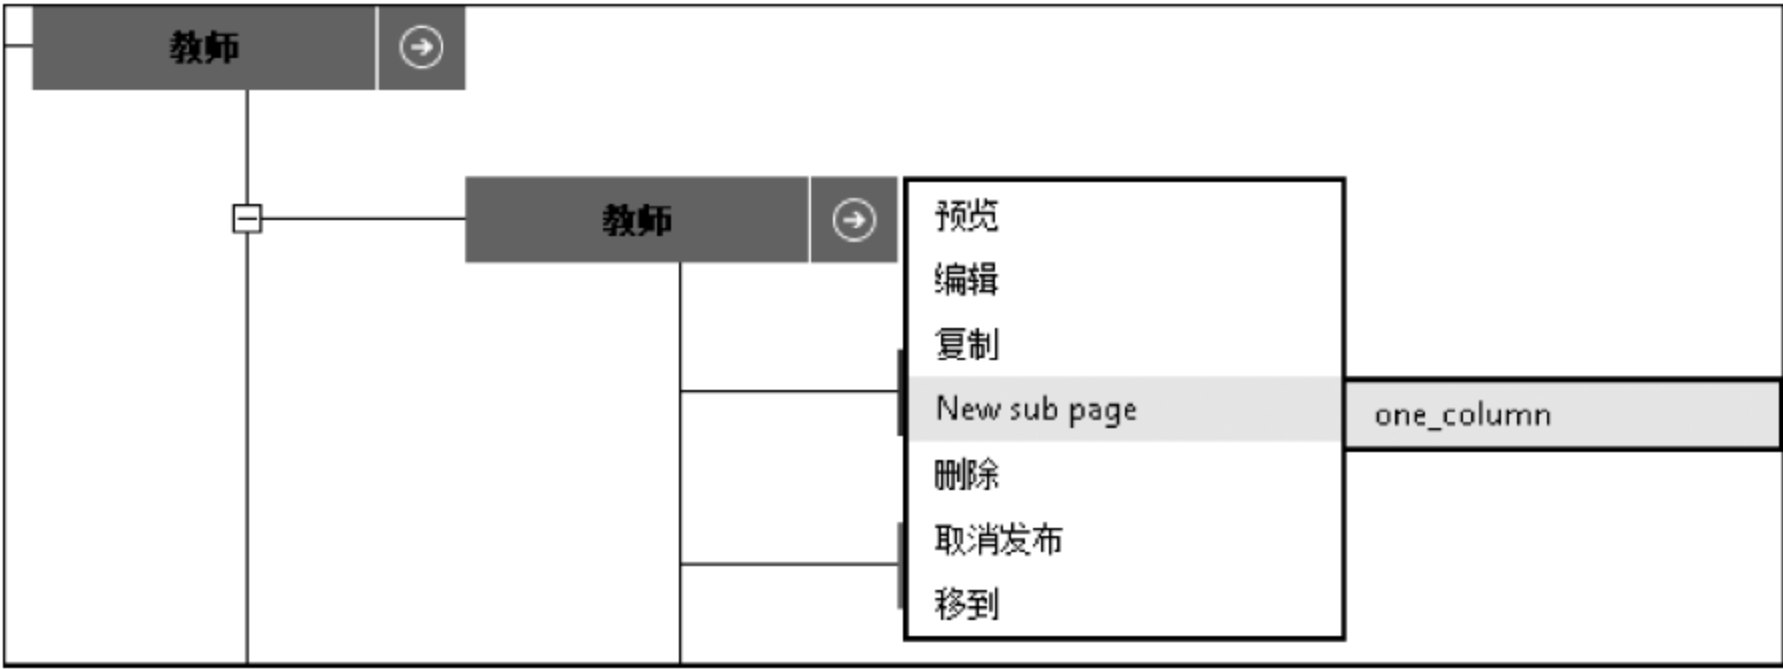 教师
教师
预览
编辑
复制
New sub page
one_column
删除
取消发布
移到